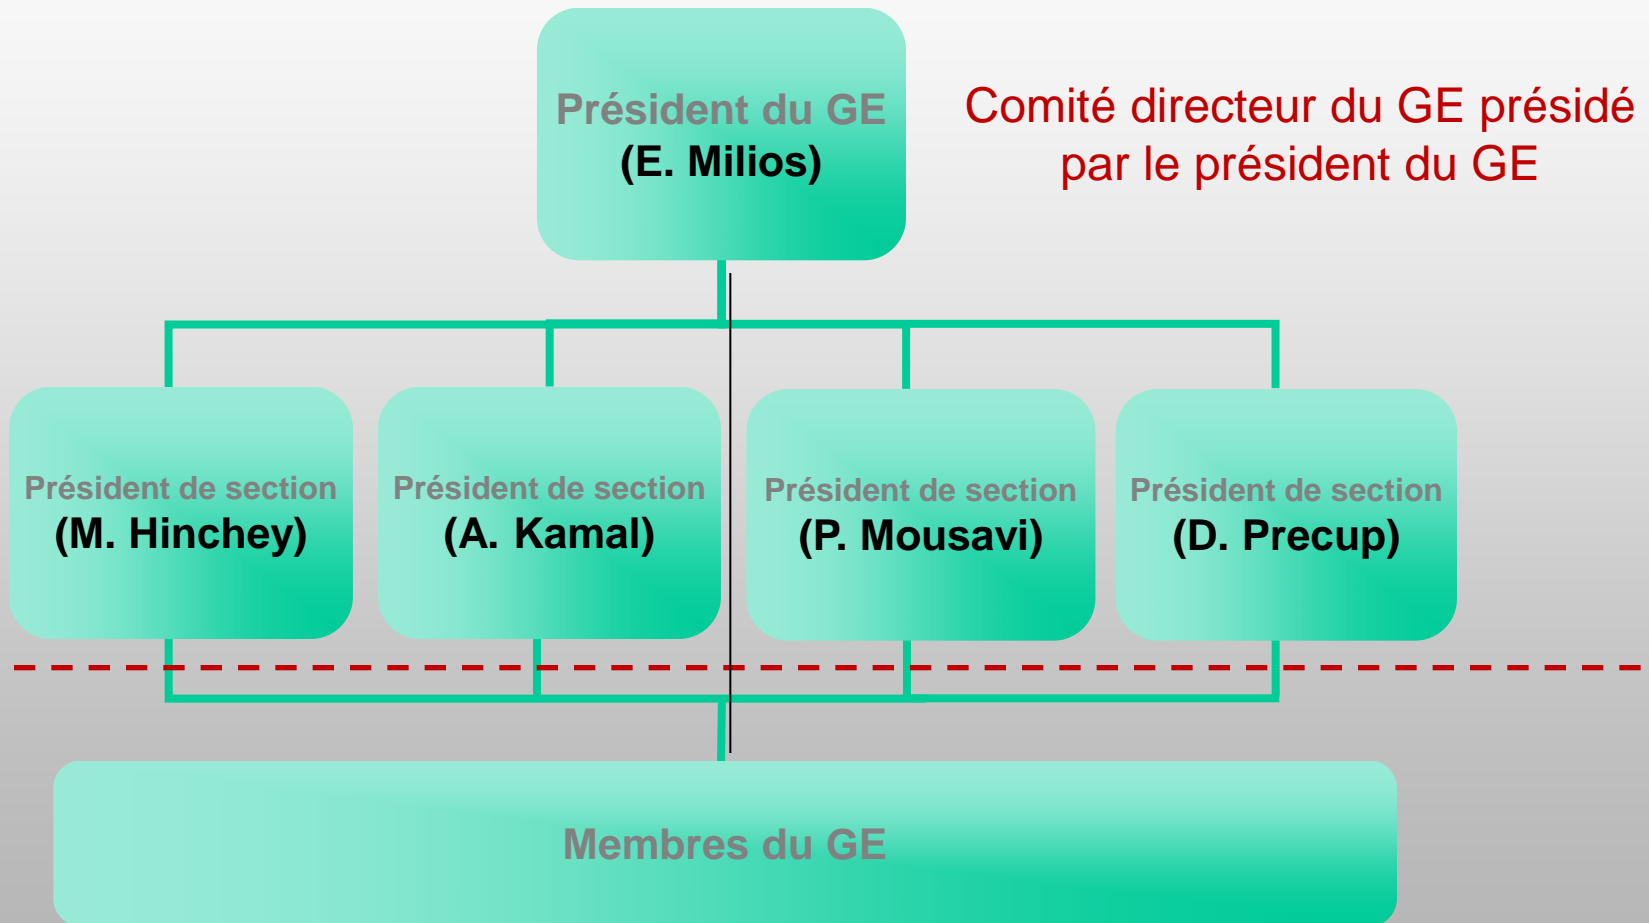 Président du GE
(E. Milios)
Comité directeur du GE présidé
par le président du GE
Président de section
(M. Hinchey)
Président de section
(A. Kamal)
Président de section
(P. Mousavi)
Président de section
(D. Precup)
Membres du GE